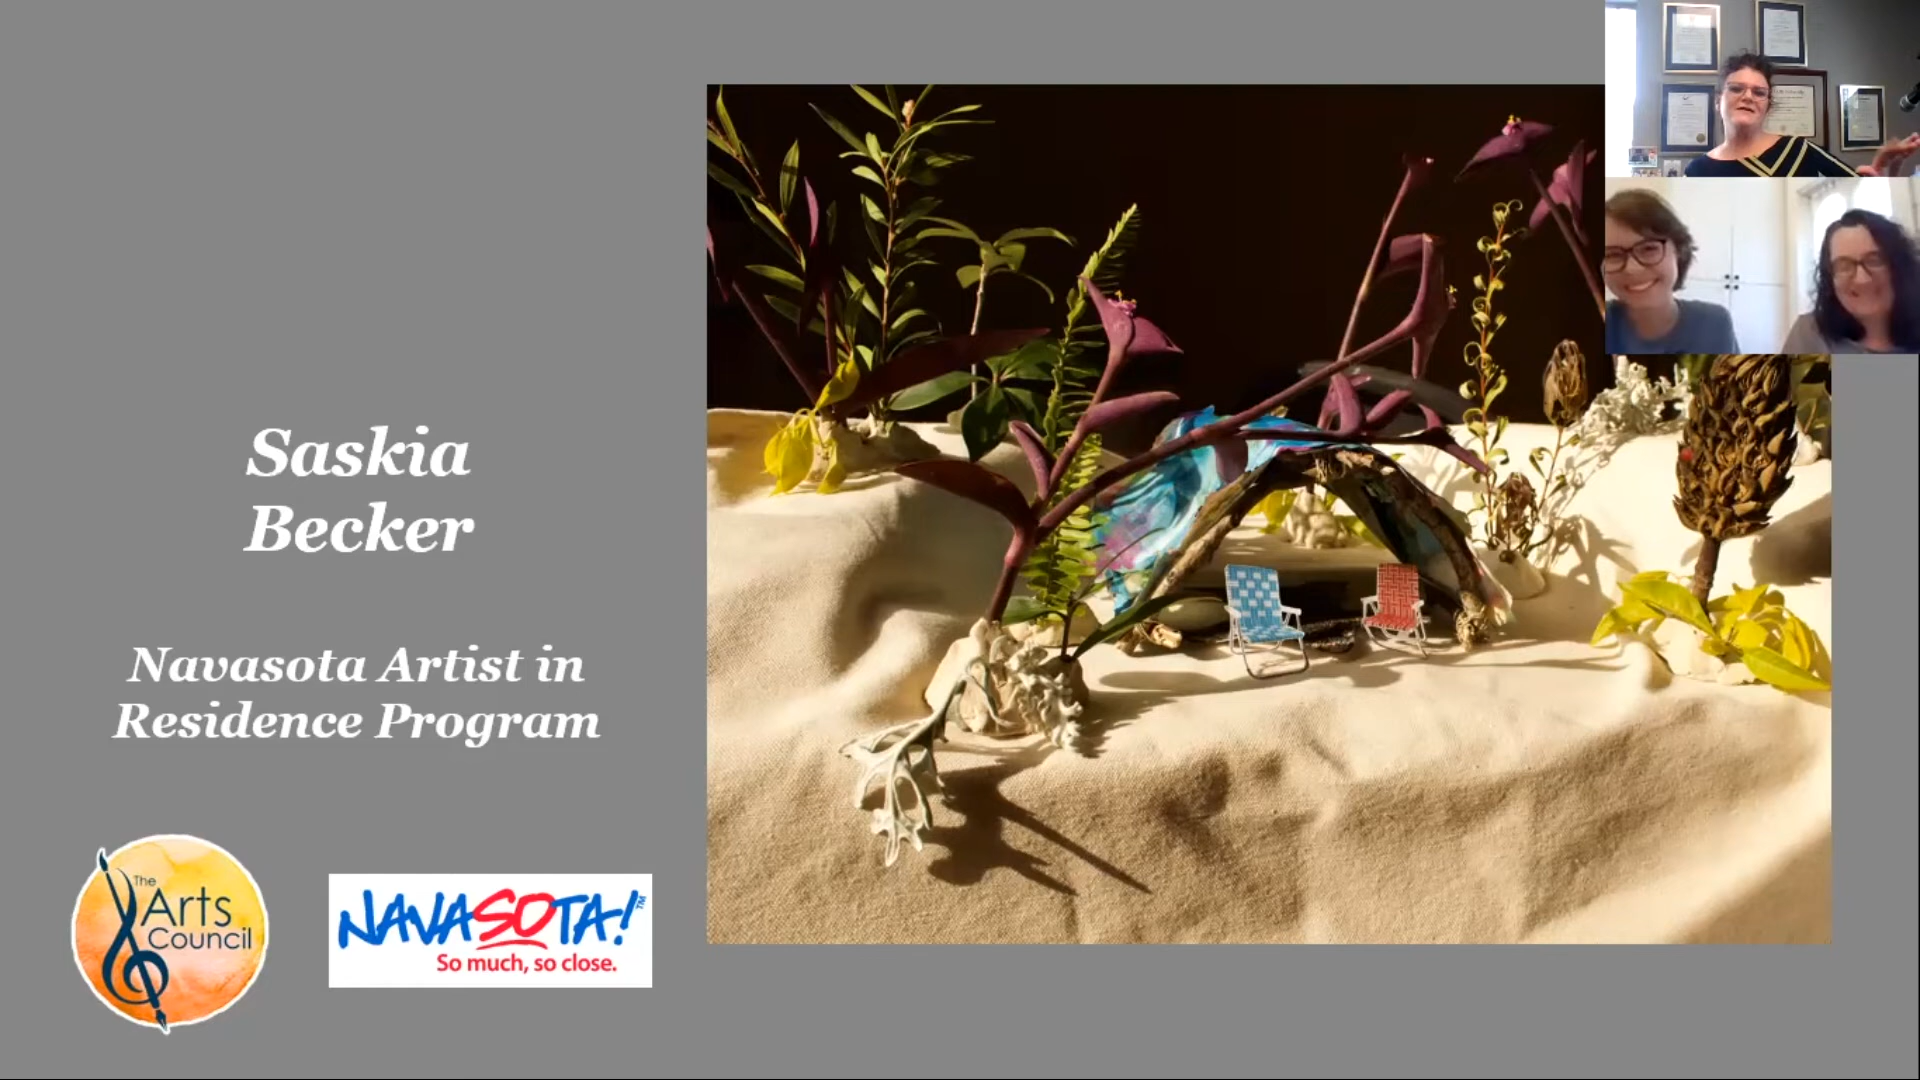 Saskia
Becker
Navasota Artist in
Residence Program
The
Arts
Council
NAVASOTA!™
So much, so close.